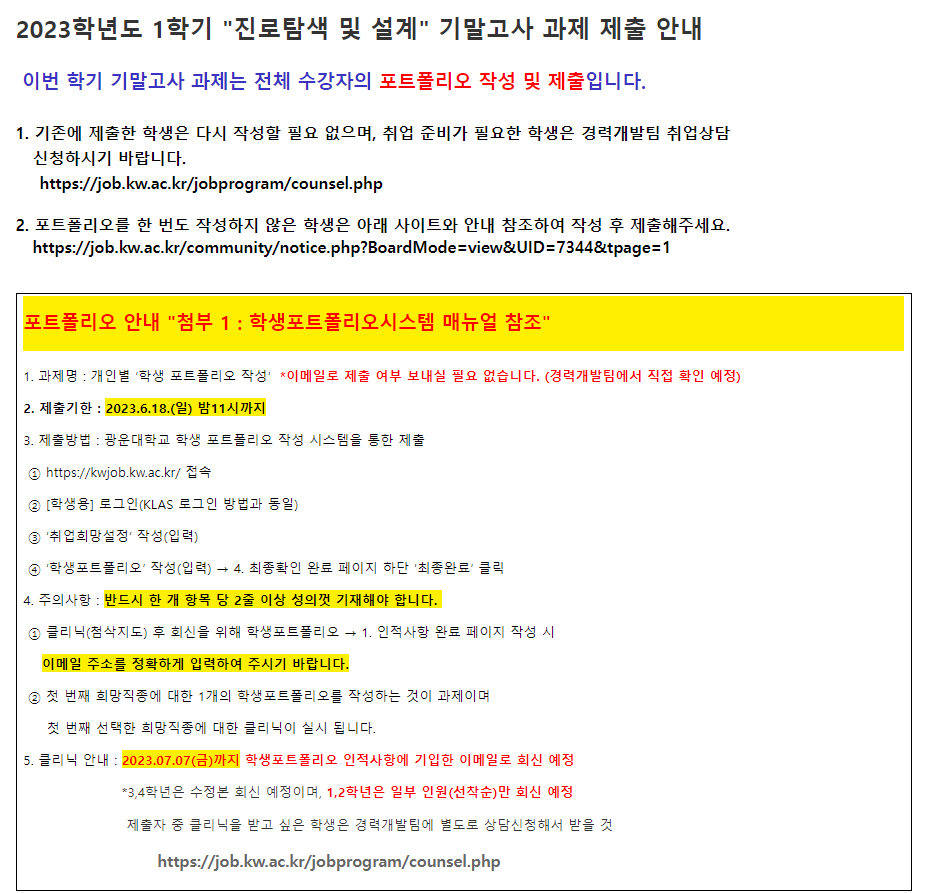 2023학년도 1학기 "진로탐색 및 설계" 기말고사 과제 제출 안내
이번 학기 기말고사 과제는 전체 수강자의 포트폴리오 작성 및 제출입니다.
1. 기존에 제출한 학생은 다시 작성할 필요 없으며, 취업 준비가 필요한 학생은 경력개발팀 취업상담
신청하시기 바랍니다.
https://job.kw.ac.kr/jobprogram/counsel.php
2. 포트폴리오를 한 번도 작성하지 않은 학생은 아래 사이트와 안내 참조하여 작성 후 제출해주세요.
https://job.kw.ac.kr/community/notice.php?BoardMode=view&UID=7344&tpage=1
포트폴리오 안내 "첨부 1 : 학생포트폴리오시스템 매뉴얼 참조"
1. 과제명 : 개인별 '학생 포트폴리오 작성' *이메일로 제출 여부 보내실 필요 없습니다. (경력개발팀에서 직접 확인 예정)
2. 제출기한 : 2023.6.18.(일) 밤11시까지
3. 제출방법 : 광운대학교 학생 포트폴리오 작성 시스템을 통한 제출
① https://kwjob.kw.ac.kr/ 접속
② [학생용] 로그인(KLAS 로그인 방법과 동일)
③ '취업희망설정' 작성(입력)
④ '학생포트폴리오' 작성(입력) → 4. 최종확인 완료 페이지 하단 '최종완료' 클릭
4. 주의사항 : 반드시 한 개 항목 당 2줄 이상 성의껏 기재해야 합니다.
① 클리닉(첨삭지도) 후 회신을 위해 학생포트폴리오 → 1. 인적사항 완료 페이지 작성 시
이메일 주소를 정확하게 입력하여 주시기 바랍니다.
② 첫 번째 희망직종에 대한 1개의 학생포트폴리오를 작성하는 것이 과제이며
첫 번째 선택한 희망직종에 대한 클리닉이 실시 됩니다.
5. 클리닉 안내 : 2023.07.07(금)까지 학생포트폴리오 인적사항에 기입한 이메일로 회신 예정
*3,4학년은 수정본 회신 예정이며, 1,2학년은 일부 인원(선착순)만 회신 예정
제출자 중 클리닉을 받고 싶은 학생은 경력개발팀에 별도로 상담신청해서 받을 것
https://job.kw.ac.kr/jobprogram/counsel.php